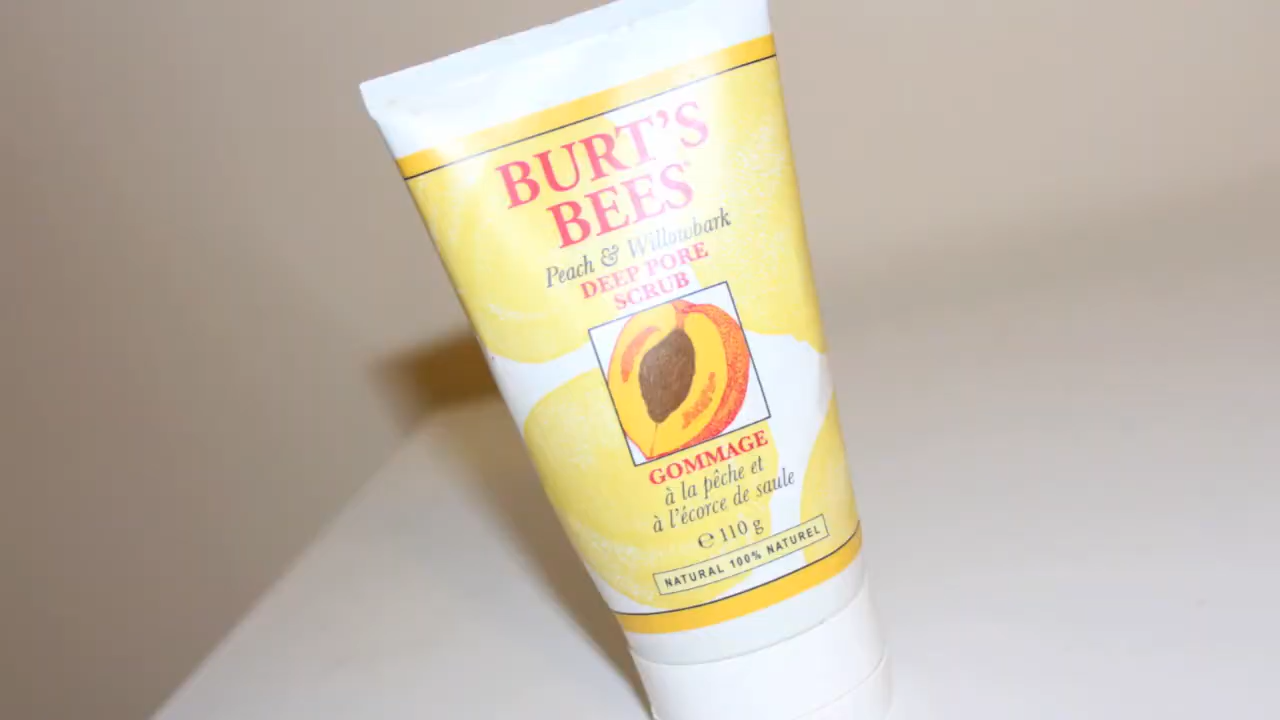 BURT'S
BEES®
Peach & Willowbark
DEEP PORE
SCRUB
GOMMAGE
à la pêche et
à l'écorce de saule
℮ 110 g
NATURAL 100% NATUREL